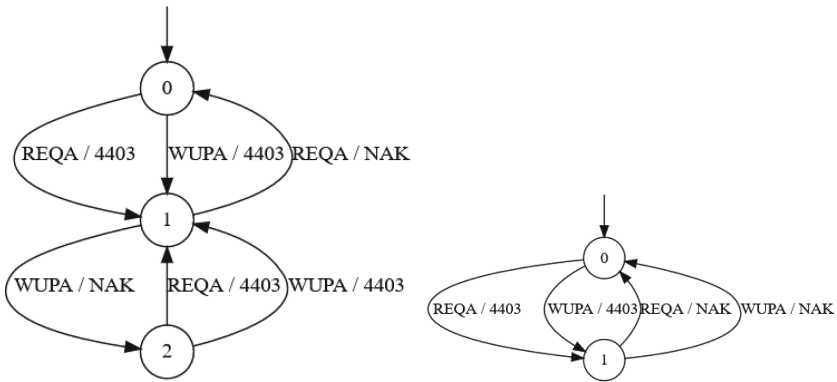 0
REQA / 4403 WUPA / 4403 REQA / NAK
1
WUPA / NAK REQA / 4403 WUPA / 4403
2
0
REQA / 4403 WUPA / 4403 REQA / NAK WUPA / NAK
1